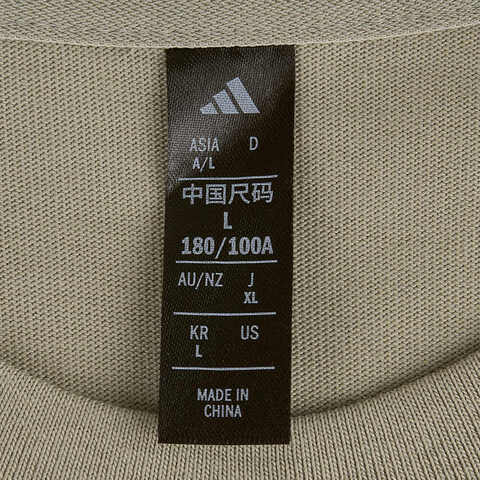 ASIA D
A/L
中国尺码
L
180/100A
AU/NZ J
XL
KR US
L
MADE IN
CHINA